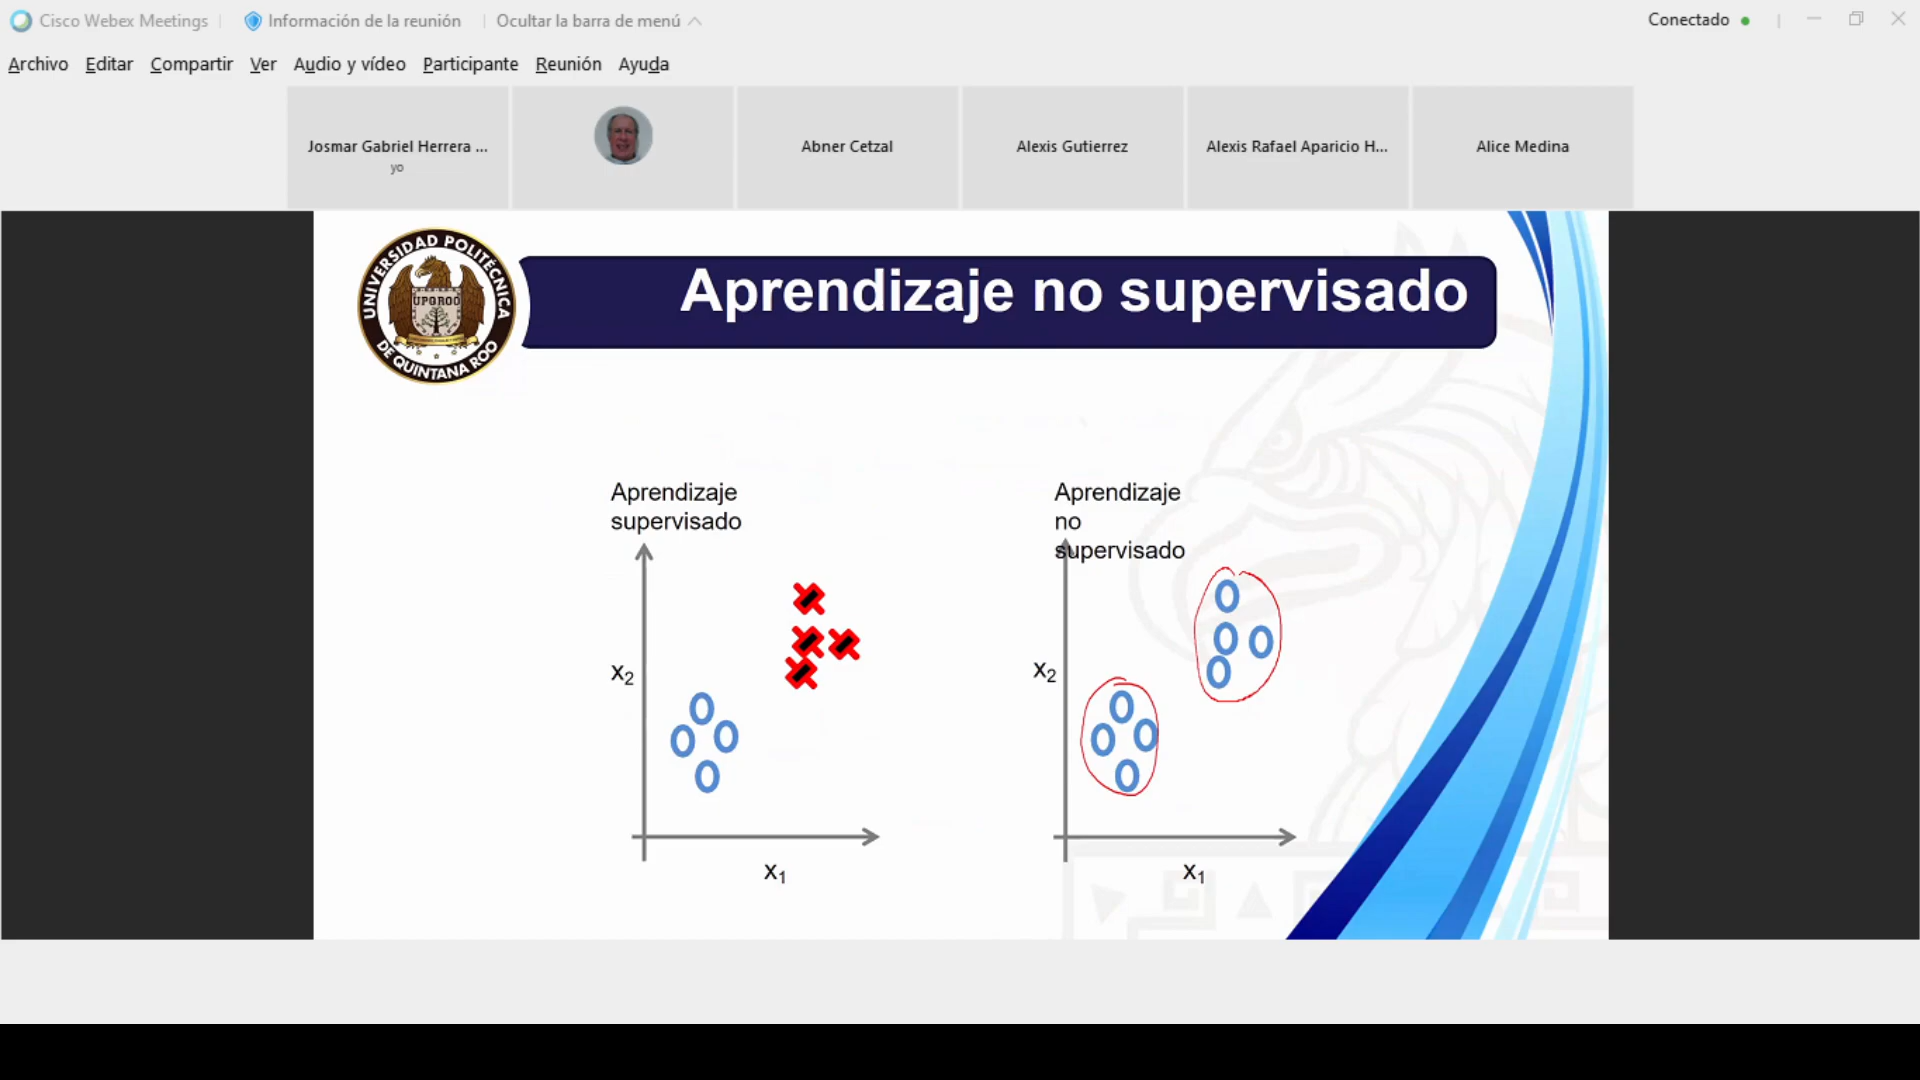 Cisco Webex Meetings
Información de la reunión
Ocultar la barra de menú
Conectado
Archivo Editar Compartir Ver Audio y vídeo Participante Reunión Ayuda
Josmar Gabriel Herrera ...
yo
Abner Cetzal
Alexis Gutierrez
Alexis Rafael Aparicio H...
Alice Medina
UNIVERSIDAD POLITÉCNICA
UPQROO
DE QUINTANA ROO
Aprendizaje no supervisado
Aprendizaje
supervisado
x₂
x₁
Aprendizaje
no
supervisado
x₂
x₁